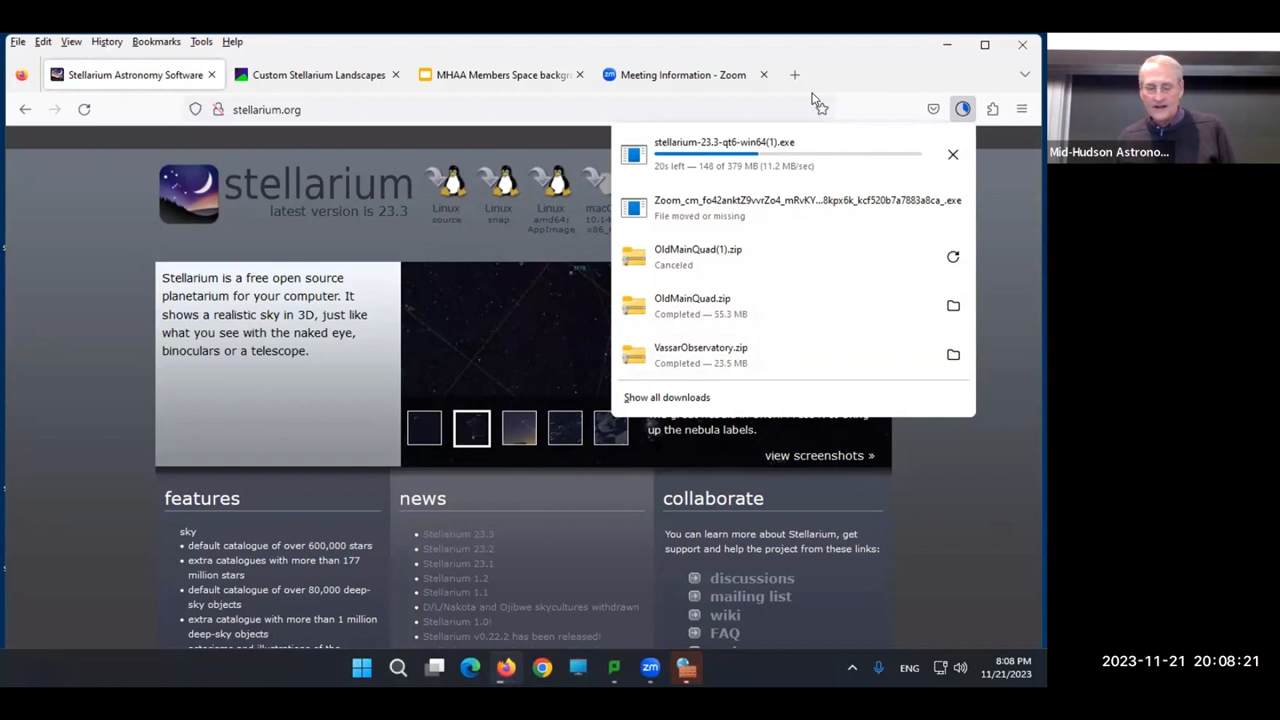 File Edit View History Bookmarks Tools Help
Stellarium Astronomy Software
Custom Stellarium Landscapes
MHAA Members Space backgr
Meeting Information - Zoom
stellarium.org
stellarium-23.3-qt6-win64(1).exe
20s left — 148 of 379 MB (11.2 MB/sec)
Zoom_cm_fo42anktZ9vvrZo4_mRvKY...8kpx6k_kcf520b7a7883a8ca_.exe
File moved or missing
OldMainQuad(1).zip
Canceled
OldMainQuad.zip
Completed — 55.3 MB
VassarObservatory.zip
Completed — 23.5 MB
Show all downloads
Mid-Hudson Astrono...
stellarium
latest version is 23.3
Linux
source
Linux
snap
Linux
amd64;
AppImage
Stellarium is a free open source
planetarium for your computer. It
shows a realistic sky in 3D, just like
what you see with the naked eye,
binoculars or a telescope.
up the nebula labels.
view screenshots »
features
sky
• default catalogue of over 600,000 stars
• extra catalogues with more than 177
million stars
• default catalogue of over 80,000 deep-
sky objects
• extra catalogue with more than 1 million
deep-sky objects
news
• Stellarium 23.3
• Stellarium 23.2
• Stellarium 23.1
• Stellarium 1.2
• Stellarium 1.1
• D/L/Nakota and Ojibwe skycultures withdrawn
• Stellarium 1.0!
• Stellarium v0.22.2 has been released!
collaborate
You can learn more about Stellarium, get
support and help the project from these links:
discussions
mailing list
wiki
FAQ
ENG
8:08 PM
11/21/2023
2023-11-21 20:08:21